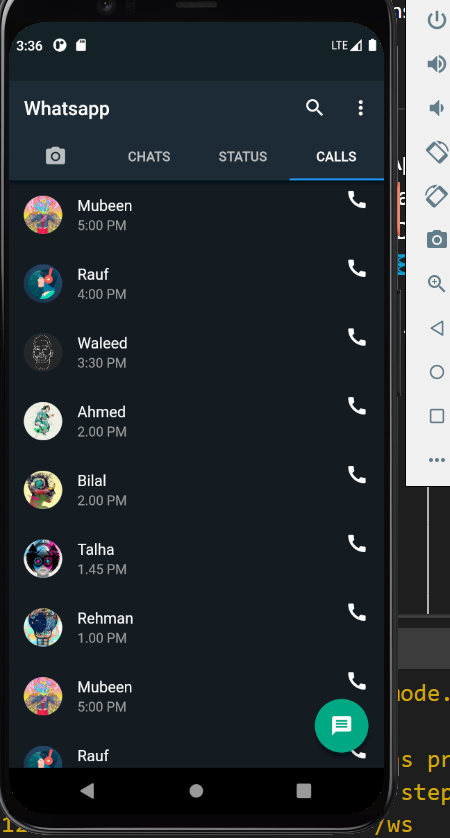 3:36
LTE
Whatsapp
CHATS STATUS CALLS
Mubeen
5:00 PM
Rauf
4:00 PM
Waleed
3:30 PM
Ahmed
2.00 PM
Bilal
2.00 PM
Talha
1.45 PM
Rehman
1.00 PM
Mubeen
5:00 PM
Rauf
ode.
s pr
step
12
/ws